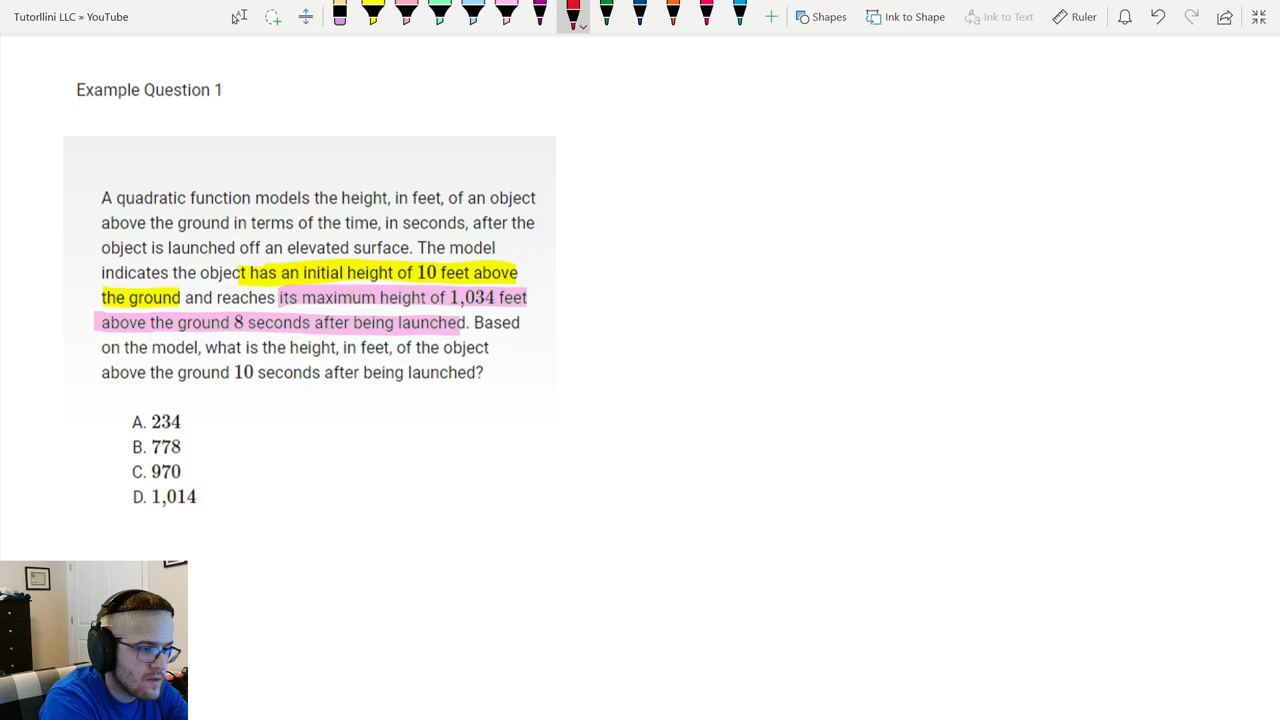 Tutorllini LLC » YouTube
Shapes
Ink to Shape
Ink to Text
Ruler
Example Question 1
A quadratic function models the height, in feet, of an object
above the ground in terms of the time, in seconds, after the
object is launched off an elevated surface. The model
indicates the object has an initial height of 10 feet above
the ground and reaches its maximum height of 1,034 feet
above the ground 8 seconds after being launched. Based
on the model, what is the height, in feet, of the object
above the ground 10 seconds after being launched?
A. 234
B. 778
C. 970
D. 1,014